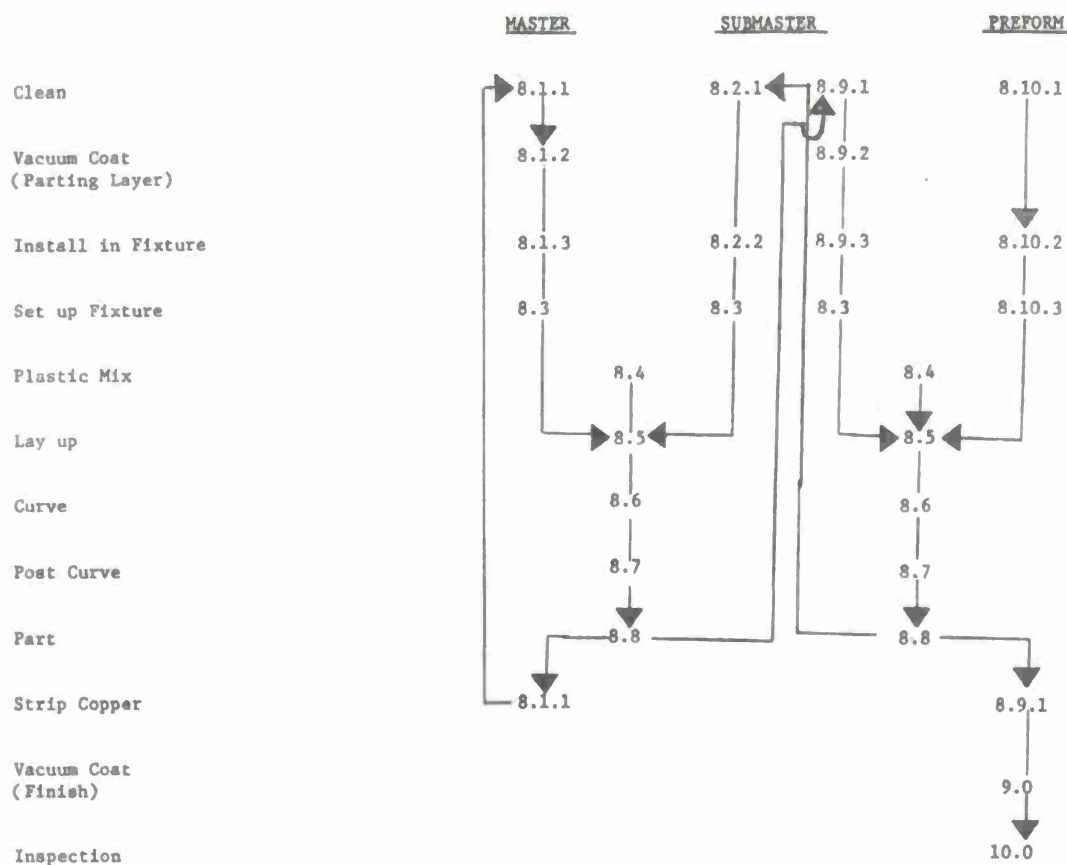 MASTER SUBMASTER PREFORM
Clean 8.1.1 8.2.1 8.9.1 8.10.1
Vacuum Coat 8.1.2 8.9.2
(Parting Layer)
Install in Fixture 8.1.3 8.2.2 8.9.3 8.10.2
Set up Fixture 8.3 8.3 8.3 8.10.3
Plastic Mix 8.4 8.4
Lay up 8.5 8.5
Curve 8.6 8.6
Post Curve 8.7 8.7
Part 8.8 8.8
Strip Copper 8.1.1 8.9.1
Vacuum Coat
(Finish) 9.0
Inspection 10.0